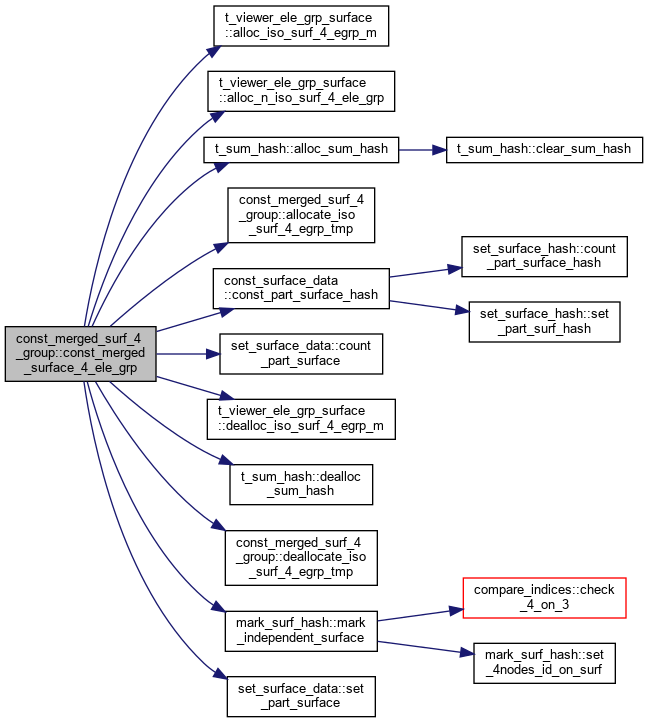 t_viewer_ele_grp_surface
::alloc_iso_surf_4_egrp_m
t_viewer_ele_grp_surface
::alloc_n_iso_surf_4_ele_grp
t_sum_hash::alloc_sum_hash
t_sum_hash::clear_sum_hash
const_merged_surf_4
_group::allocate_iso
_surf_4_egrp_tmp
set_surface_hash::count
_part_surface_hash
const_surface_data
::const_part_surface_hash
set_surface_hash::set
_part_surf_hash
const_merged_surf_4
_group::const_merged
_surface_4_ele_grp
set_surface_data::count
_part_surface
t_viewer_ele_grp_surface
::dealloc_iso_surf_4_egrp_m
t_sum_hash::dealloc
_sum_hash
const_merged_surf_4
_group::deallocate_iso
_surf_4_egrp_tmp
compare_indices::check
_4_on_3
mark_surf_hash::mark
_independent_surface
mark_surf_hash::set
_4nodes_id_on_surf
set_surface_data::set
_part_surface